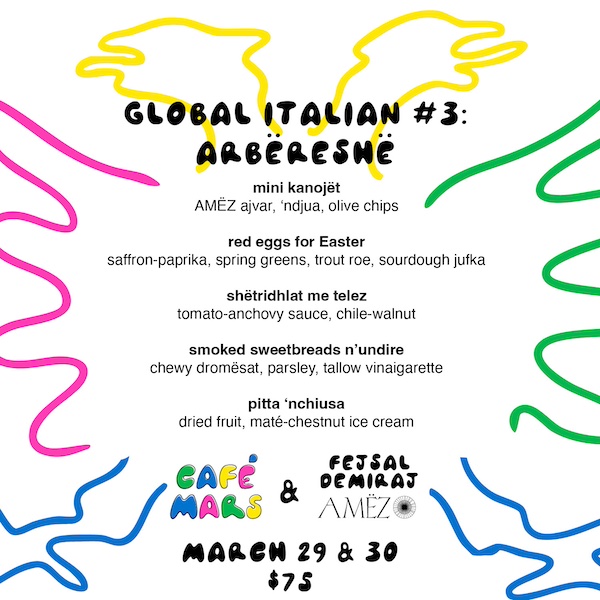 GLOBAL ITALIAN #3:
ARBËRESHË
mini kanojët
AMËZ ajvar, ‘ndjua, olive chips
red eggs for Easter
saffron-paprika, spring greens, trout roe, sourdough jufka
shëtridhlat me telez
tomato-anchovy sauce, chile-walnut
smoked sweetbreads n’undire
chewy dromësat, parsley, tallow vinaigarette
pitta ‘nchiusa
dried fruit, maté-chestnut ice cream
CAFÉ
MARS
&
FEJSAL
DEMIRAJ
AMËZ
MARCH 29 & 30
$75